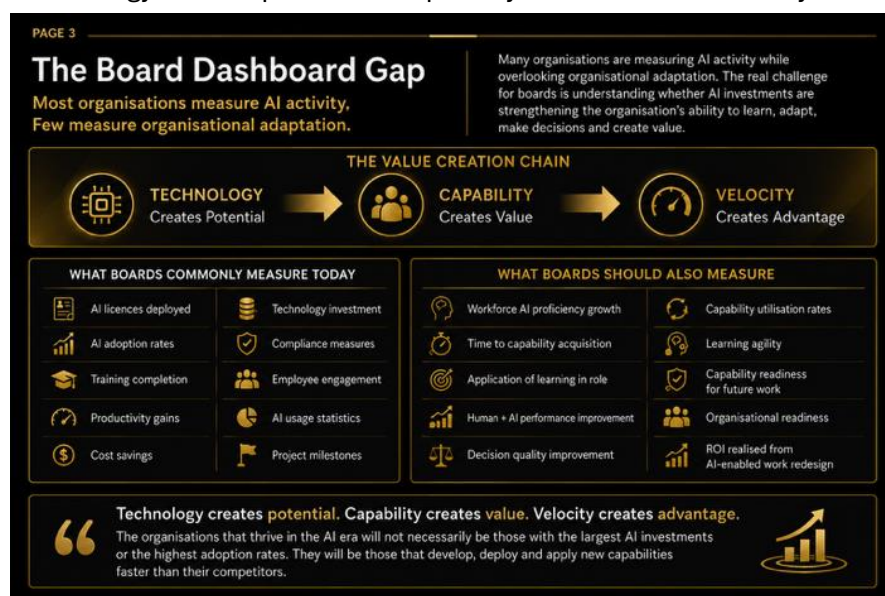 PAGE 3
The Board Dashboard Gap
Most organisations measure AI activity,
Few measure organisational adaptation.
Many organisations are measuring AI activity while
overlooking organisational adaptation. The real challenge
for boards is understanding whether AI investments are
strengthening the organisation's ability to learn, adapt,
make decisions and create value.
THE VALUE CREATION CHAIN
TECHNOLOGY
Creates Potential
CAPABILITY
Creates Value
VELOCITY
Creates Advantage
WHAT BOARDS COMMONLY MEASURE TODAY
AI licences deployed
Technology investment
AI adoption rates
Compliance measures
Training completion
Employee engagement
Productivity gains
AI usage statistics
Cost savings
Project milestones
WHAT BOARDS SHOULD ALSO MEASURE
Workforce AI proficiency growth
Capability utilisation rates
Time to capability acquisition
Learning agility
Application of learning in role
Capability readiness
for future work
Human + AI performance improvement
Organisational readiness
Decision quality improvement
ROI realised from
AI-enabled work redesign
Technology creates potential. Capability creates value. Velocity creates advantage.
The organisations that thrive in the AI era will not necessarily be those with the largest AI investments
or the highest adoption rates. They will be those that develop, deploy and apply new capabilities
faster than their competitors.